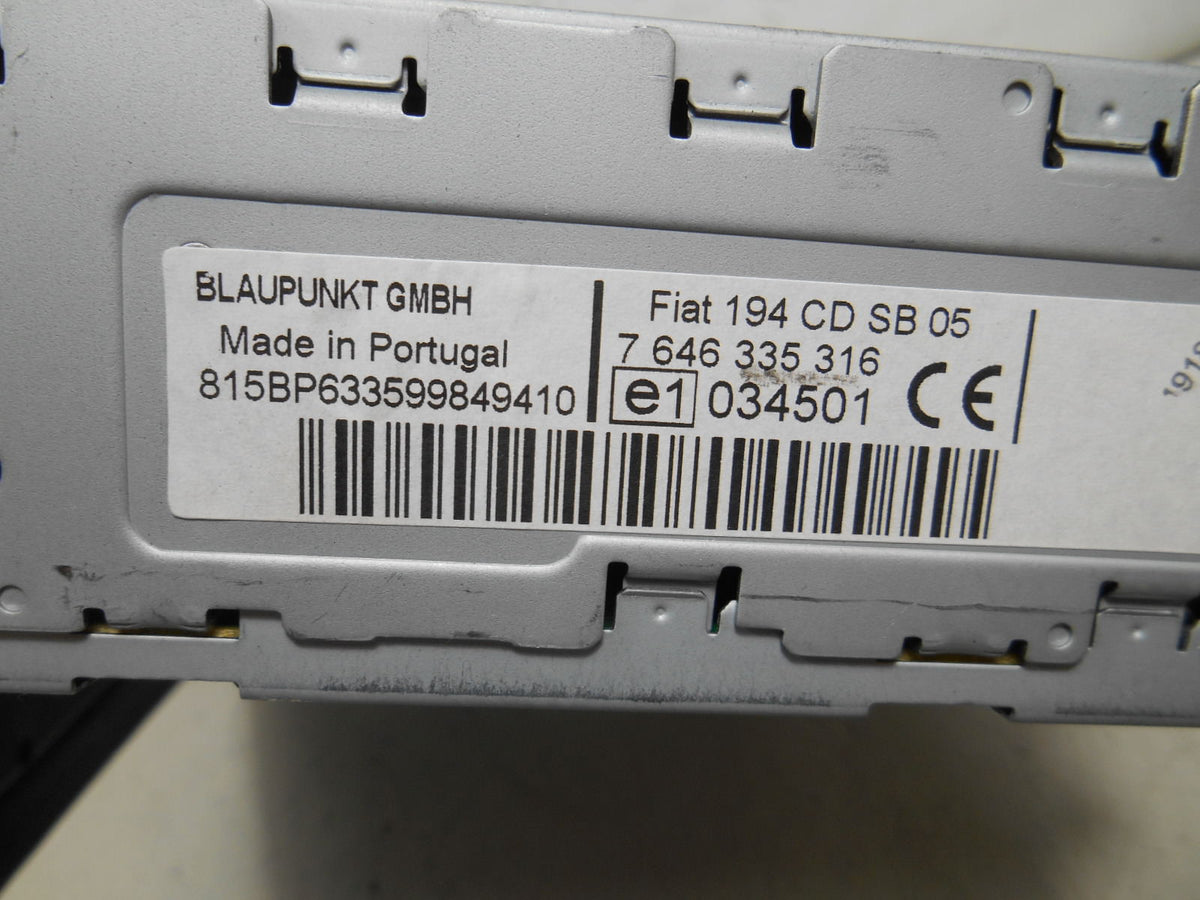 BLAUPUNKT GMBH
Made in Portugal
815BP633599849410
Fiat 194 CD SB 05
7 646 335 316
e1 034501 CE